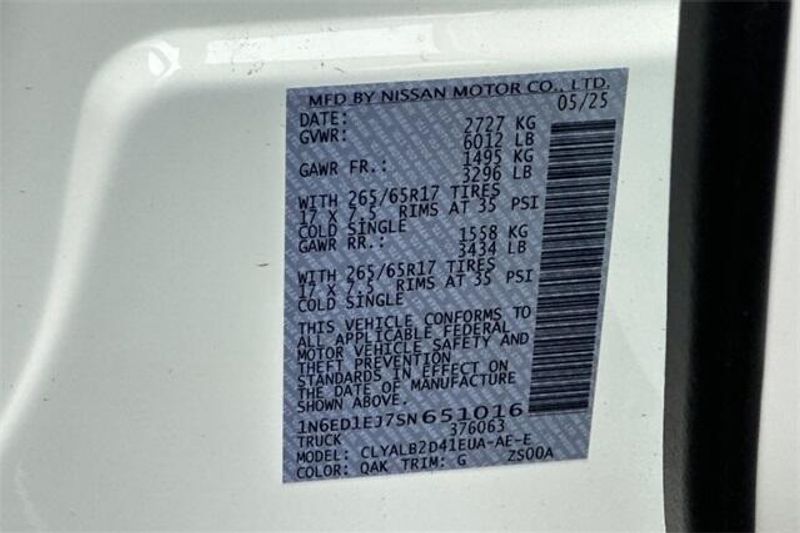 MFD BY NISSAN MOTOR CO., LTD.
DATE: 05/25
GVWR: 2727 KG
6012 LB
GAWR FR.: 1495 KG
3296 LB
WITH 265/65R17 TIRES
17 X 7.5 RIMS AT 35 PSI
COLD SINGLE
GAWR RR.: 1558 KG
3434 LB
WITH 265/65R17 TIRES
17 X 7.5 RIMS AT 35 PSI
COLD SINGLE
THIS VEHICLE CONFORMS TO
ALL APPLICABLE FEDERAL
MOTOR VEHICLE SAFETY AND
THEFT PREVENTION
STANDARDS IN EFFECT ON
THE DATE OF MANUFACTURE
SHOWN ABOVE.
1N6ED1EJ7SN651016
TRUCK 376063
MODEL: CLYALB2D41EUA-AE-E
COLOR: QAK TRIM: G ZS00A